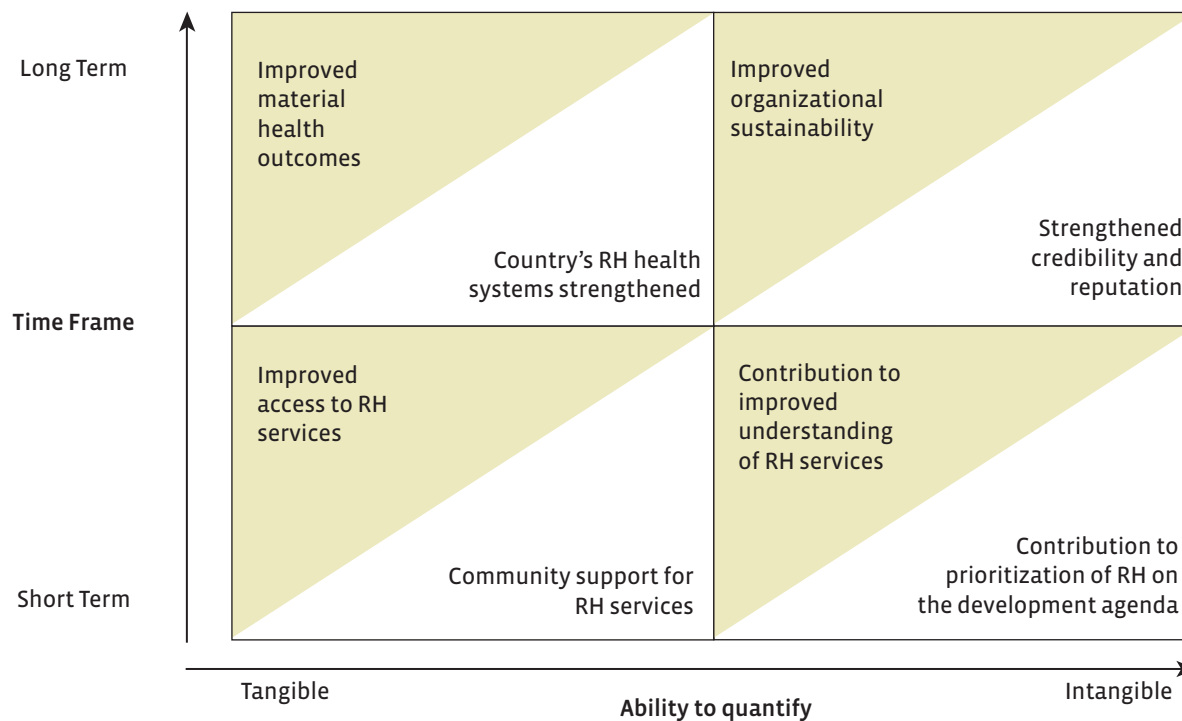 Long Term
Improved
material
health
outcomes
Improved
organizational
sustainability
Country’s RH health
systems strengthened
Strengthened
credibility and
reputation
Time Frame
Improved
access to RH
services
Contribution to
improved
understanding
of RH services
Community support for
RH services
Contribution to
prioritization of RH on
the development agenda
Short Term
Tangible
Intangible
Ability to quantify